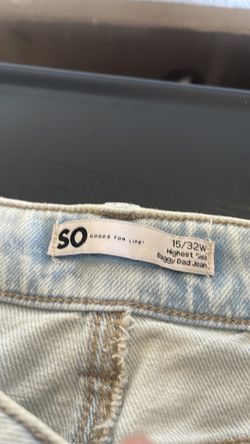 SO GOODS FOR LIFE®
15/32W
Highest Rise
Baggy Dad Jean